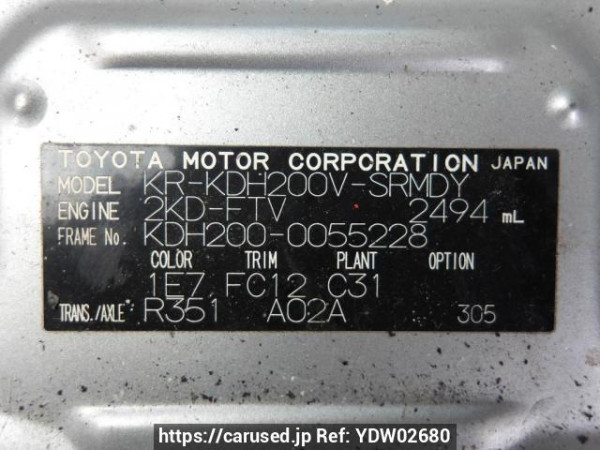 TOYOTA MOTOR CORPORATION JAPAN
MODEL KR-KDH200V-SRMDY
ENGINE 2KD-FTV 2494 mL
FRAME No. KDH200-0055228
COLOR TRIM PLANT OPTION
1E7 FC12 C31
TRANS./AXLE R351 A02A 305
https://carused.jp Ref: YDW02680